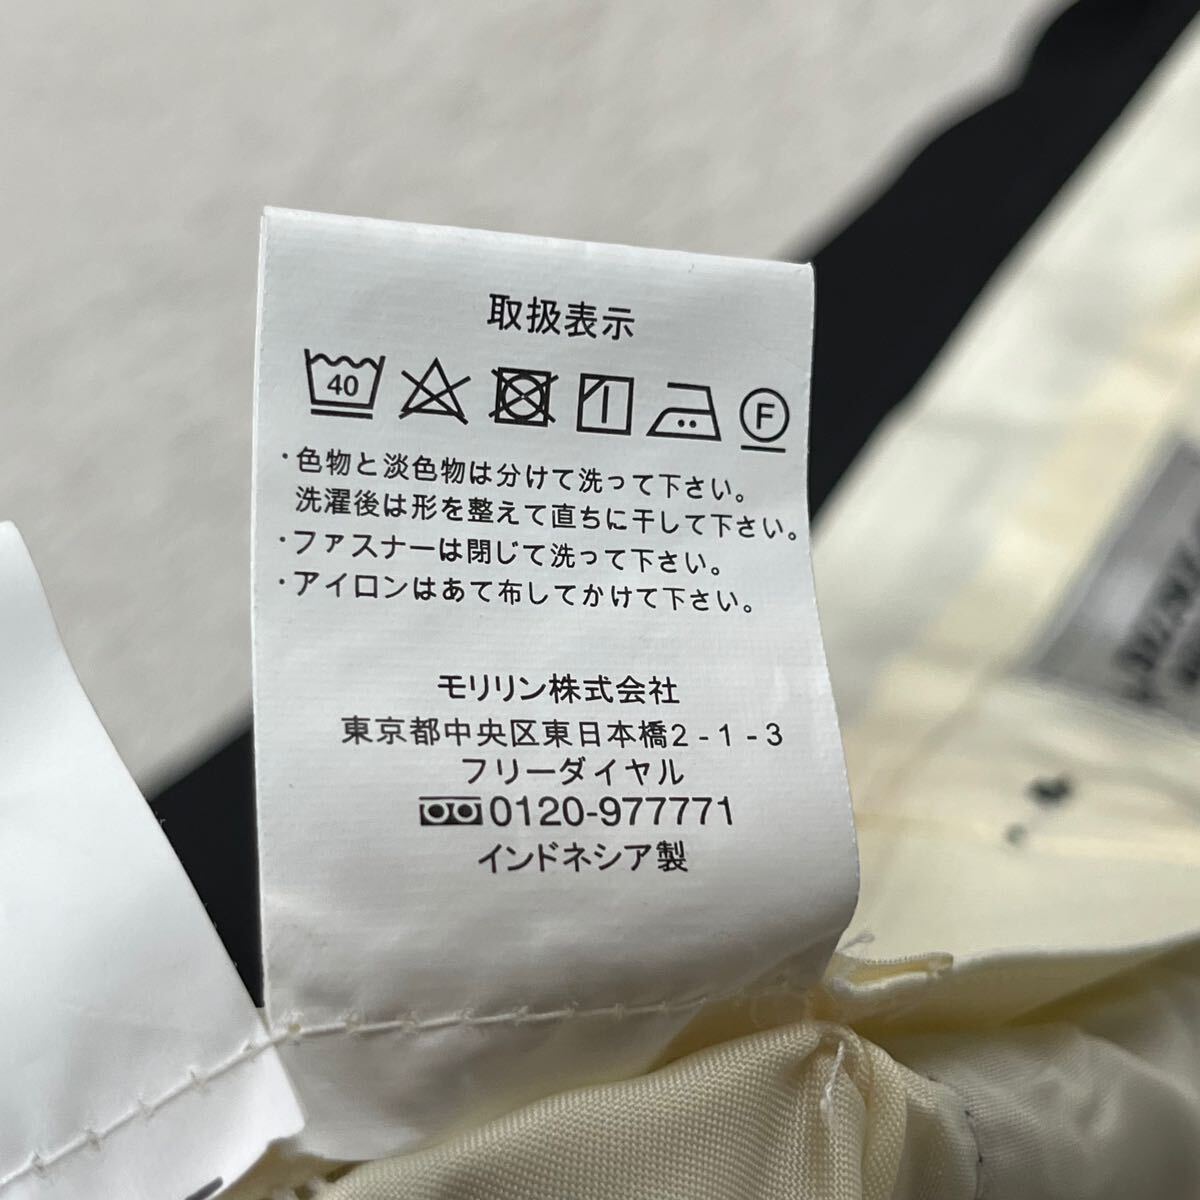 取扱表示
40
F
・色物と淡色物は分けて洗って下さい。
洗濯後は形を整えて直ちに干して下さい。
・ファスナーは閉じて洗って下さい。
・アイロンはあて布してかけて下さい。
モリリン株式会社
東京都中央区東日本橋2-1-3
フリーダイヤル
0120-977771
インドネシア製